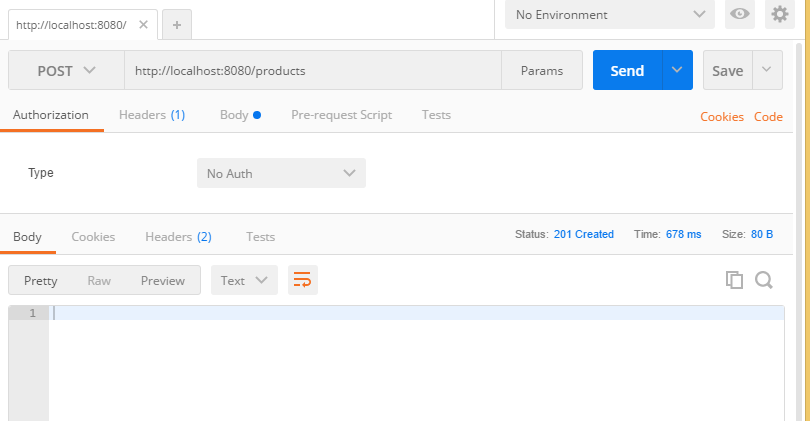 http://localhost:8080/
No Environment
POST http://localhost:8080/products Params Send Save
Authorization Headers (1) Body Pre-request Script Tests Cookies Code
Type No Auth
Body Cookies Headers (2) Tests Status: 201 Created Time: 678 ms Size: 80 B
Pretty Raw Preview Text
1